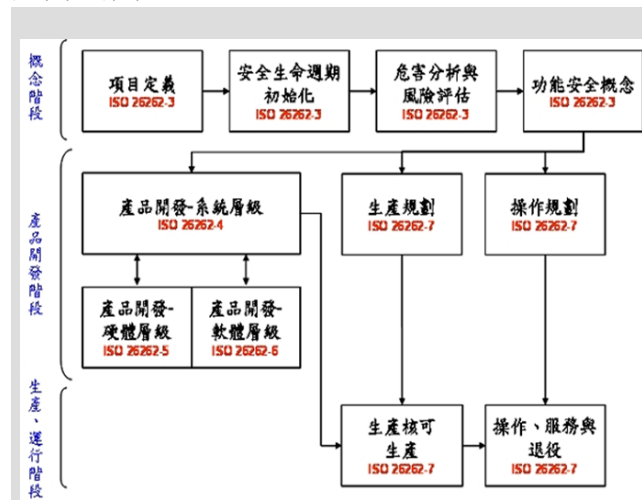 概念階段
項目定義
ISO 26262-3
安全生命週期
初始化
ISO 26262-3
危害分析與
風險評估
ISO 26262-3
功能安全概念
ISO 26262-3
產品開發階段
產品開發-系統層級
ISO 26262-4
生產規劃
ISO 26262-7
操作規劃
ISO 26262-7
產品開發-
硬體層級
ISO 26262-5
產品開發-
軟體層級
ISO 26262-6
生產、運行階段
生產核可
生產
ISO 26262-7
操作、服務與
退役
ISO 26262-7